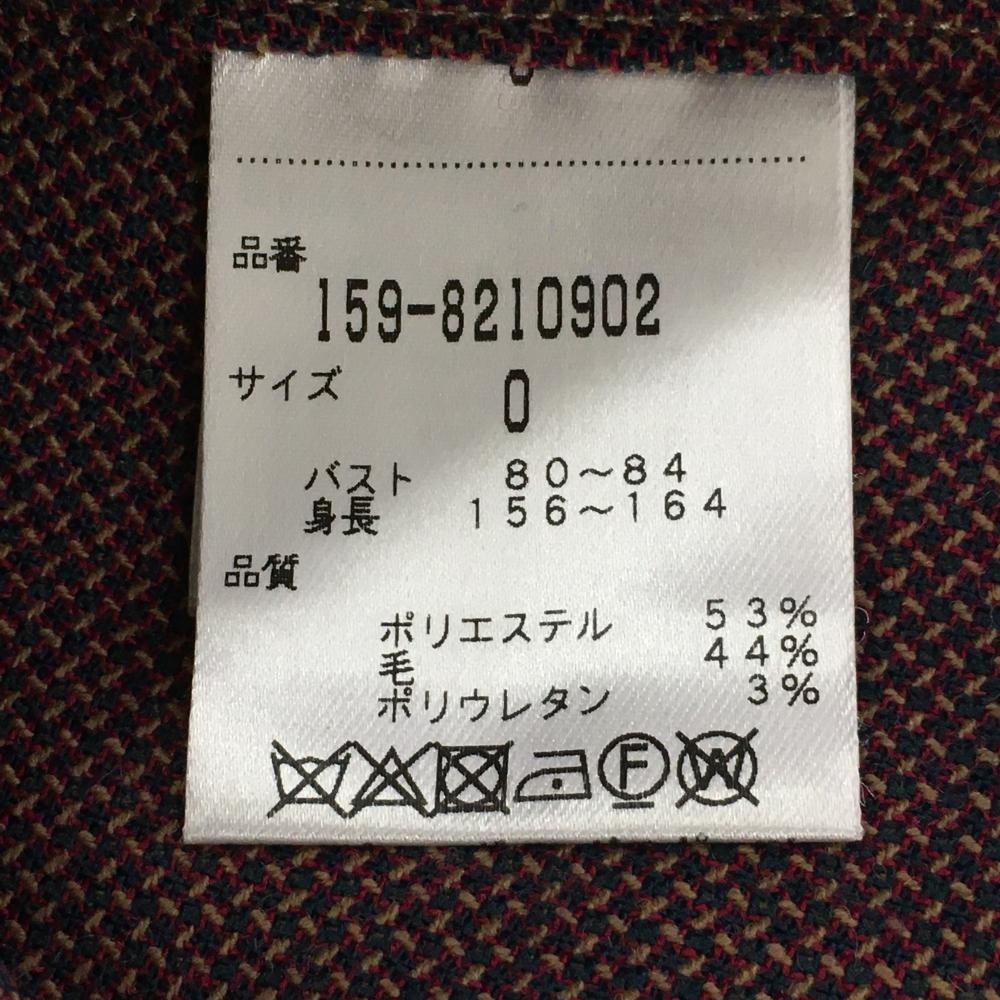 品番
159-8210902
サイズ 0
バスト 80～84
身長 156～164
品質
ポリエステル 53%
毛 44%
ポリウレタン 3%
F W